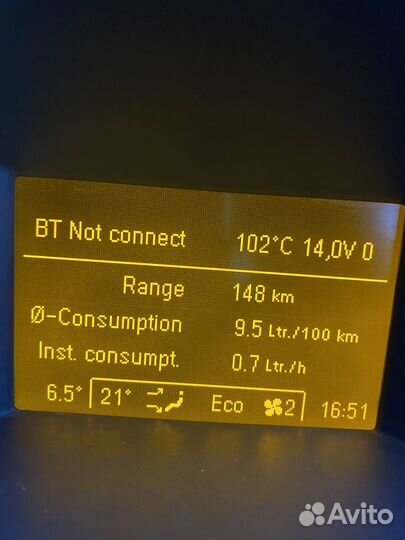 BT Not connect 102°C 14,0V 0
Range 148 km
Ø-Consumption 9.5 Ltr./100 km
Inst. consumpt. 0.7 Ltr./h
6.5° 21° Eco 2 16:51
Avito